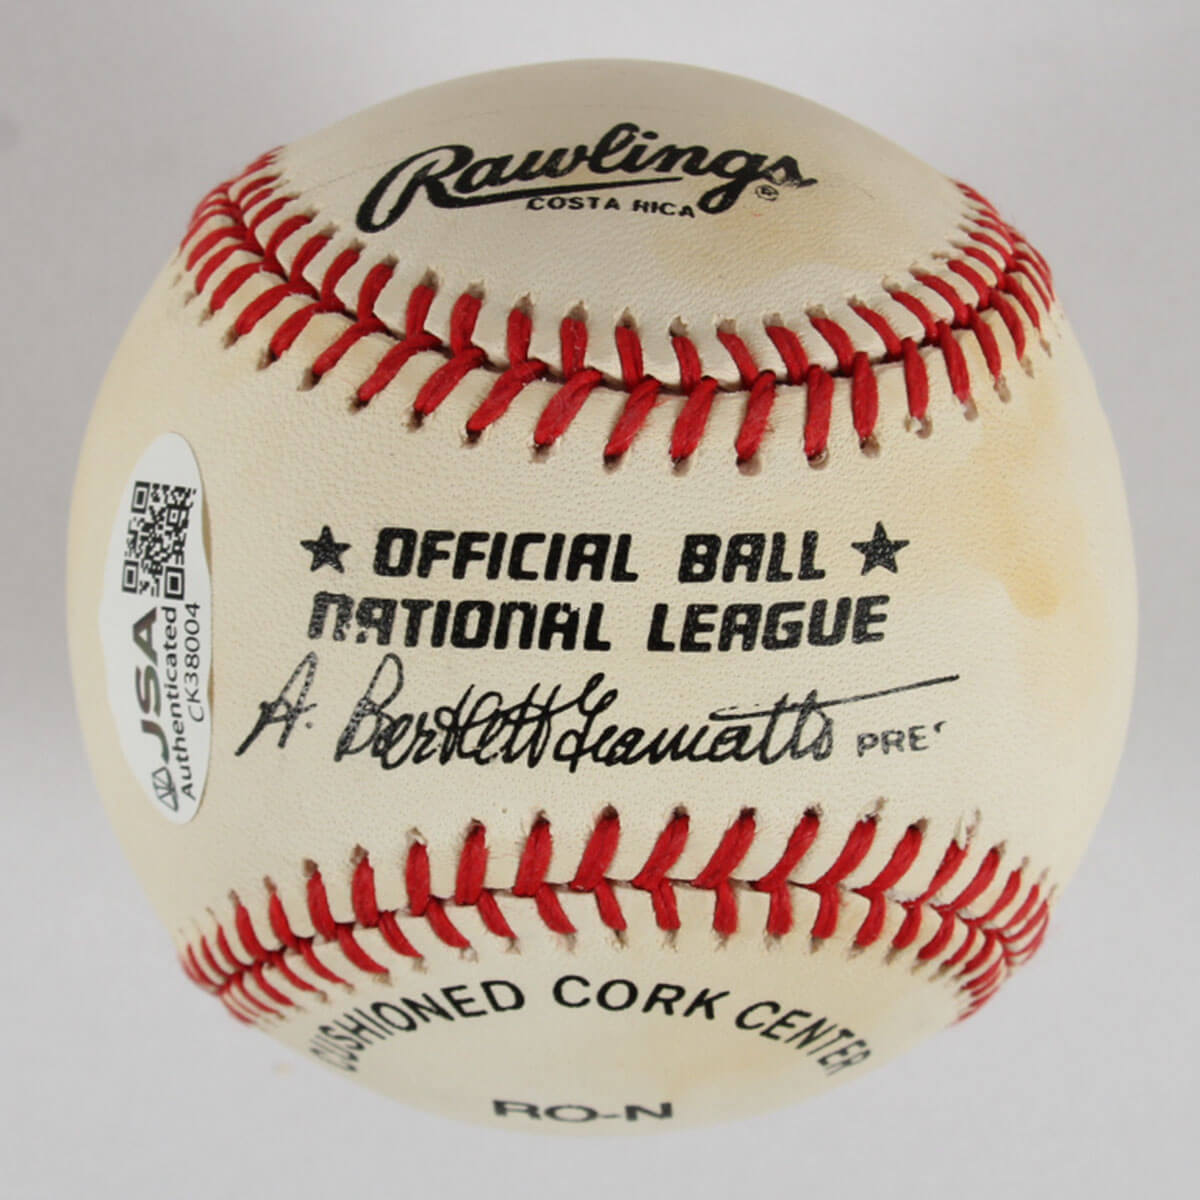 Rawlings®
COSTA RICA
★ OFFICIAL BALL ★
NATIONAL LEAGUE
A. Bartlett Giamatti PRES
CUSHIONED CORK CENTER
RO-N
JSA
Authenticated
CK38004